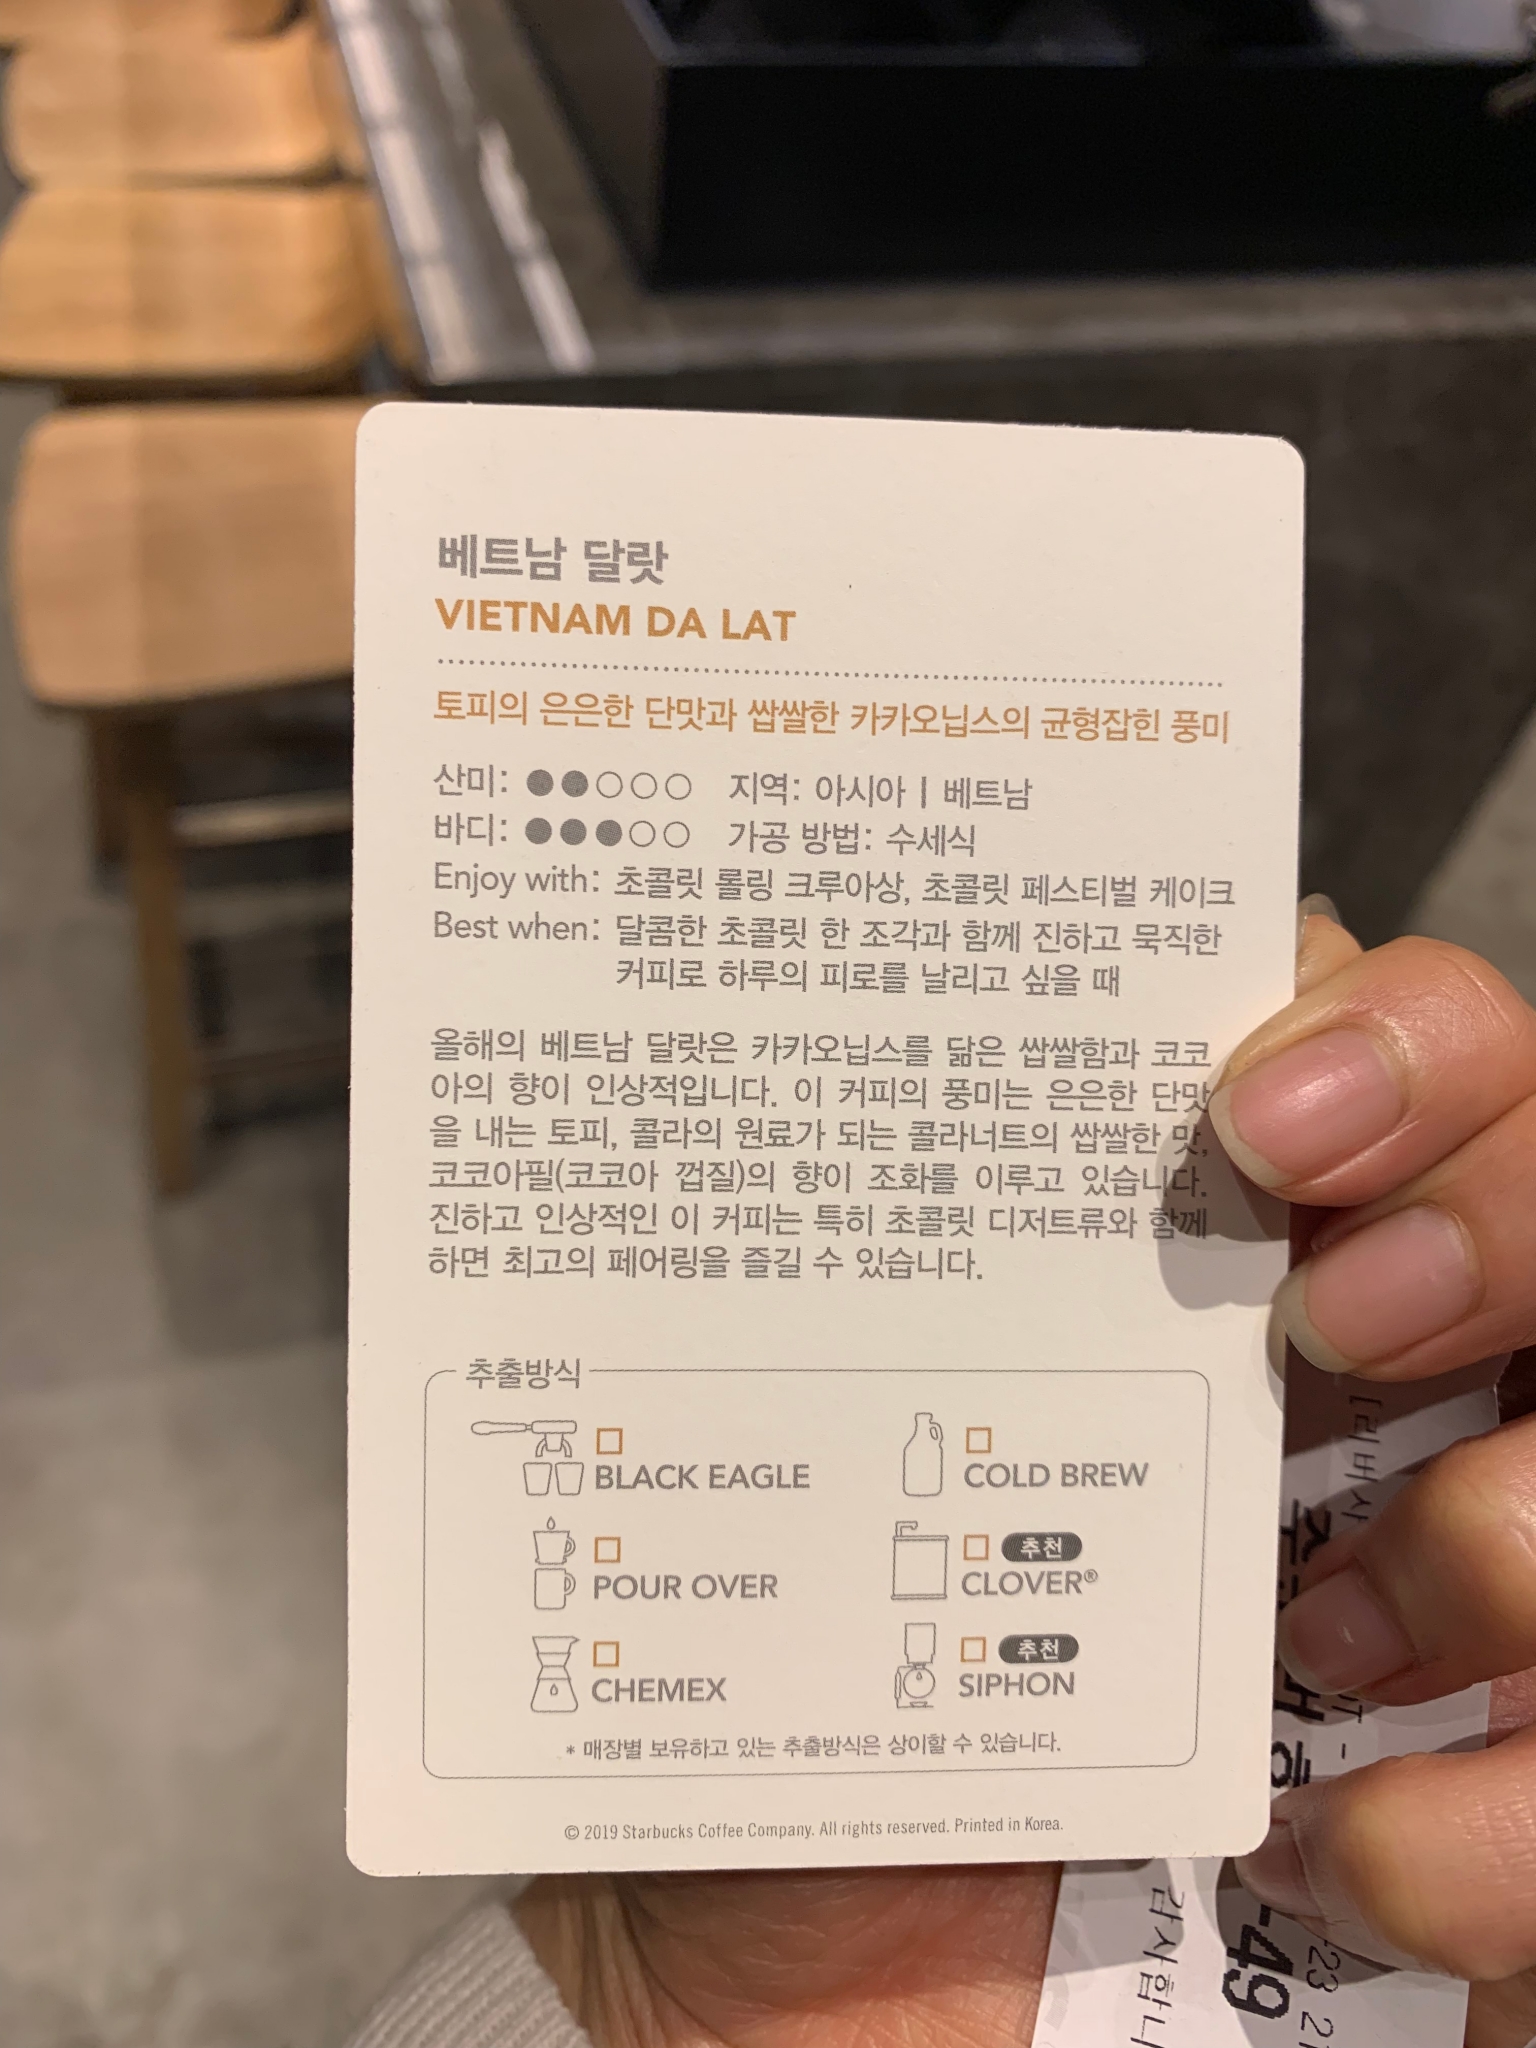 베트남 달랏
VIETNAM DA LAT
토피의 은은한 단맛과 쌉쌀한 카카오닙스의 균형잡힌 풍미
산미: ●●○○○ 지역: 아시아 | 베트남
바디: ●●●○○ 가공 방법: 수세식
Enjoy with: 초콜릿 롤링 크루아상, 초콜릿 페스티벌 케이크
Best when: 달콤한 초콜릿 한 조각과 함께 진하고 묵직한
커피로 하루의 피로를 날리고 싶을 때
올해의 베트남 달랏은 카카오닙스를 닮은 쌉쌀함과 코코
아의 향이 인상적입니다. 이 커피의 풍미는 은은한 단맛
을 내는 토피, 콜라의 원료가 되는 콜라너트의 쌉쌀한 맛,
코코아필(코코아 껍질)의 향이 조화를 이루고 있습니다.
진하고 인상적인 이 커피는 특히 초콜릿 디저트류와 함께
하면 최고의 페어링을 즐길 수 있습니다.
추출방식
BLACK EAGLE
COLD BREW
POUR OVER
추천
CLOVER®
CHEMEX
추천
SIPHON
* 매장별 보유하고 있는 추출방식은 상이할 수 있습니다.
© 2019 Starbucks Coffee Company. All rights reserved. Printed in Korea.
-49